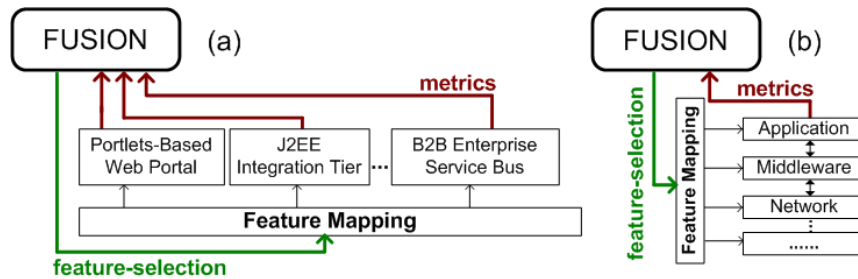 FUSION
(a)
metrics
Portlets-Based
Web Portal
J2EE
Integration Tier
...
B2B Enterprise
Service Bus
Feature Mapping
feature-selection
FUSION
(b)
metrics
feature-selection
Feature Mapping
Application
Middleware
Network
......